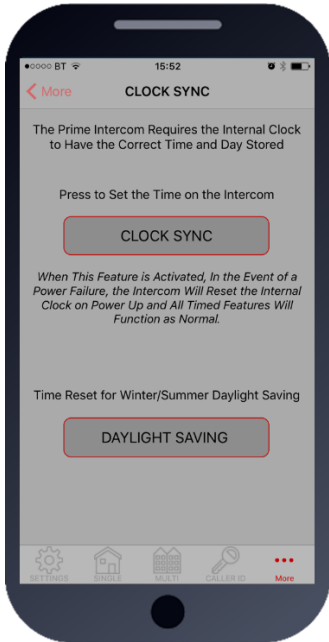 BT 15:52
More CLOCK SYNC
The Prime Intercom Requires the Internal Clock
to Have the Correct Time and Day Stored
Press to Set the Time on the Intercom
CLOCK SYNC
When This Feature is Activated, In the Event of a
Power Failure, the Intercom Will Reset the Internal
Clock on Power Up and All Timed Features Will
Function as Normal.
Time Reset for Winter/Summer Daylight Saving
DAYLIGHT SAVING
SETTINGS SINGLE MULTI CALLER ID More